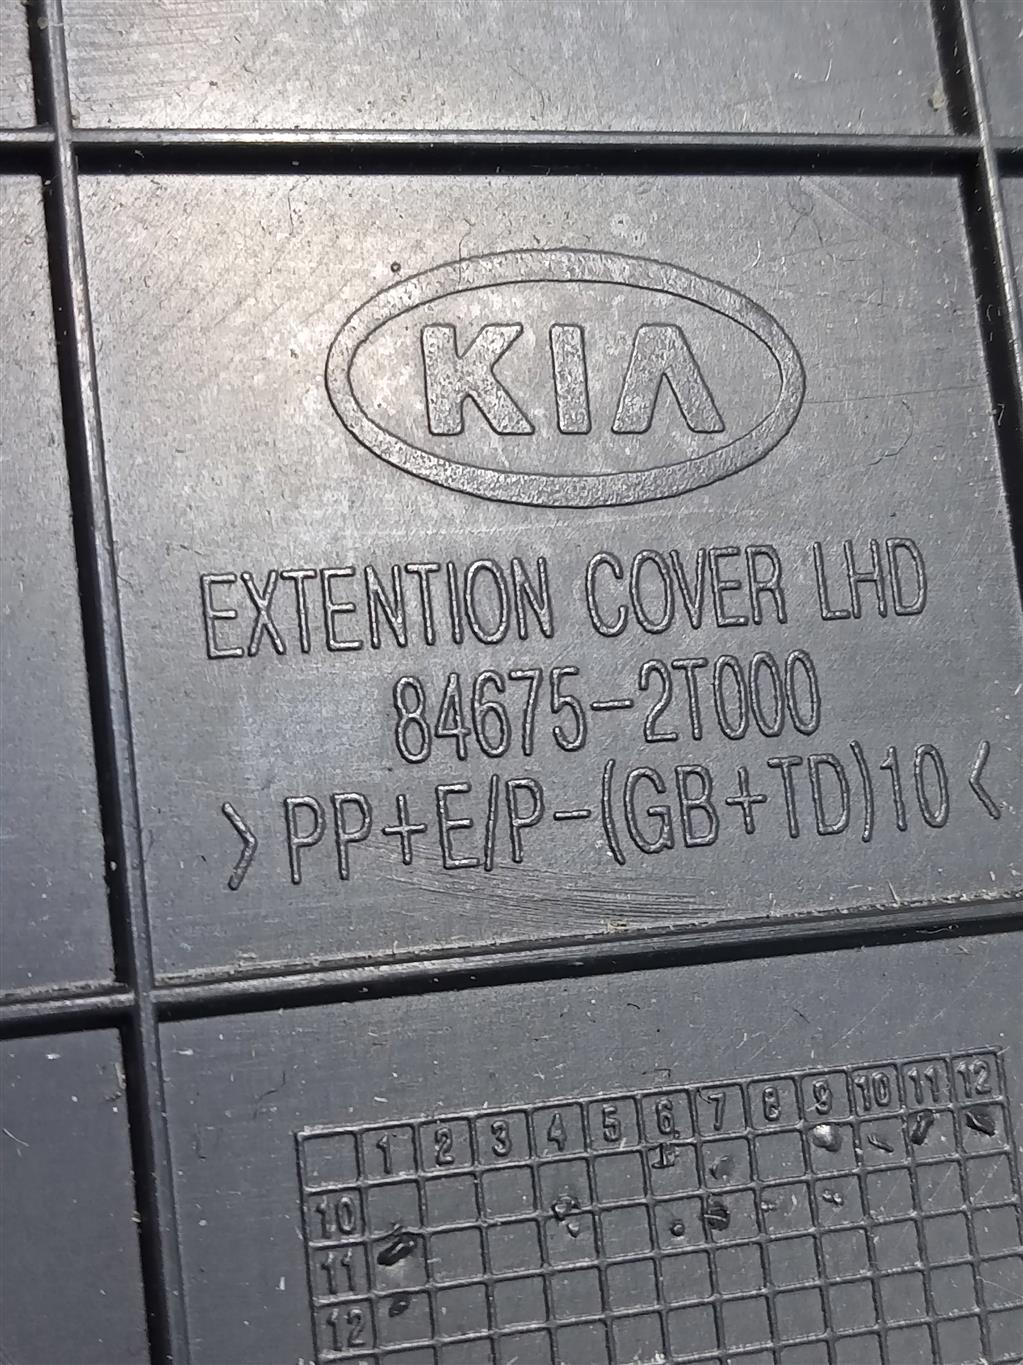 KIA
EXTENTION COVER LHD
84675-2T000
>PP+E/P-(GB+TD)10<
1 2 3 4 5 6 7 8 9 10 11 12
10
11
12